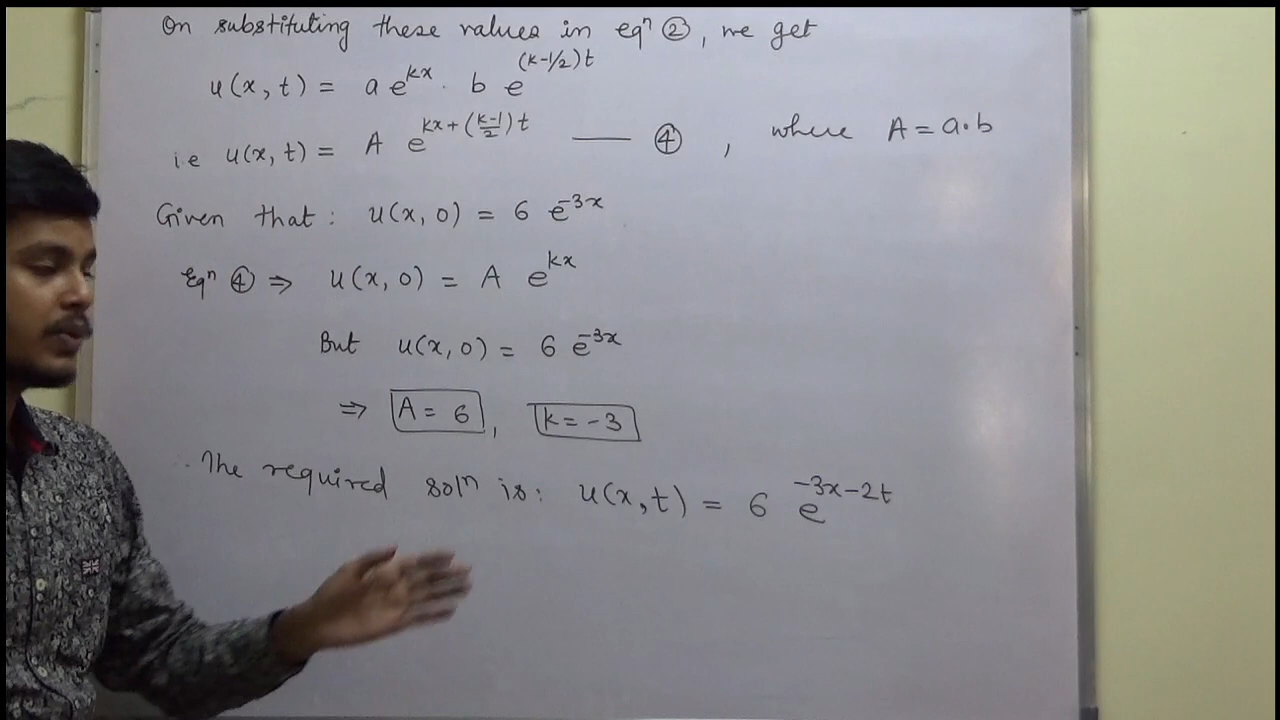 On substituting these values in eqⁿ ②, we get
u(x, t) = a e^{kx} . b e^{(k-1/2)t}
i.e u(x, t) = A e^{kx + (\frac{k-1}{2})t} —— ④ , where A = a.b
Given that : u(x, 0) = 6 e^{-3x}
Eqⁿ ④ ⇒ u(x, 0) = A e^{kx}
But u(x, 0) = 6 e^{-3x}
⇒ A = 6 , k = -3
The required solⁿ is : u(x, t) = 6 e^{-3x-2t}